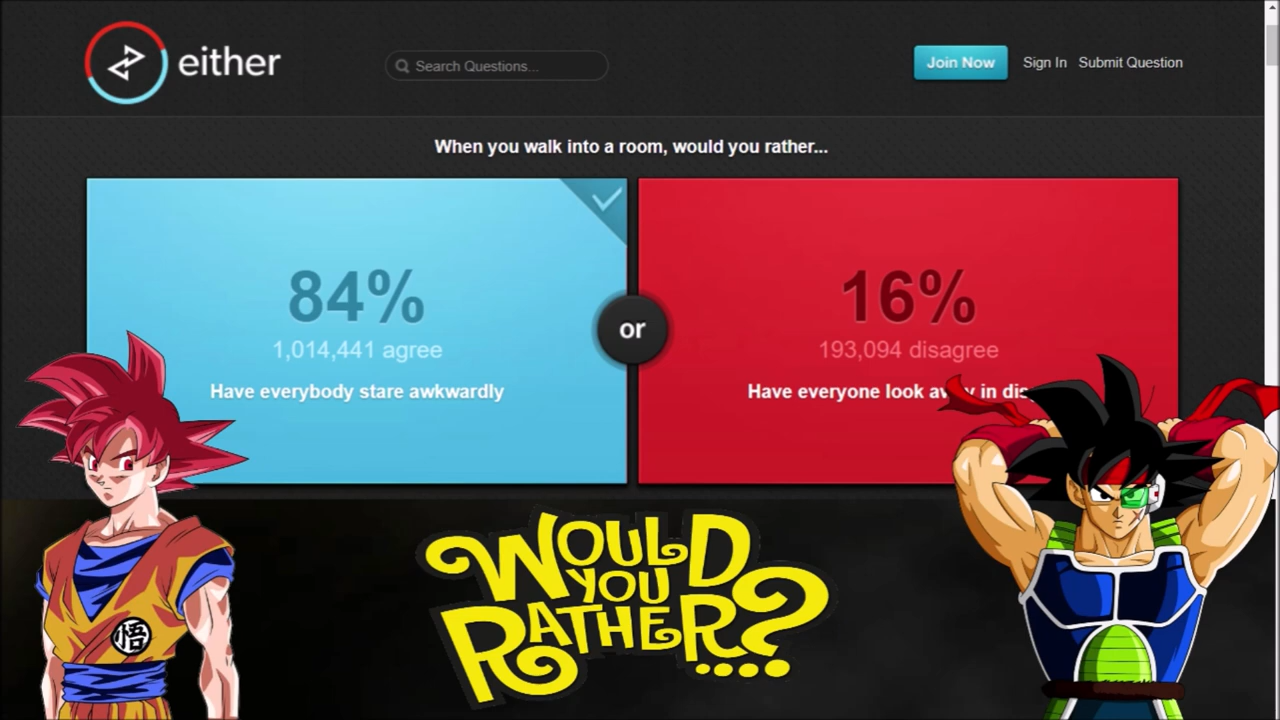 either
Search Questions...
Join Now
Sign In
Submit Question
When you walk into a room, would you rather...
84%
1,014,441 agree
Have everybody stare awkwardly
or
16%
193,094 disagree
Have everyone look away in
WOULD
YOU
RATHER...?
悟